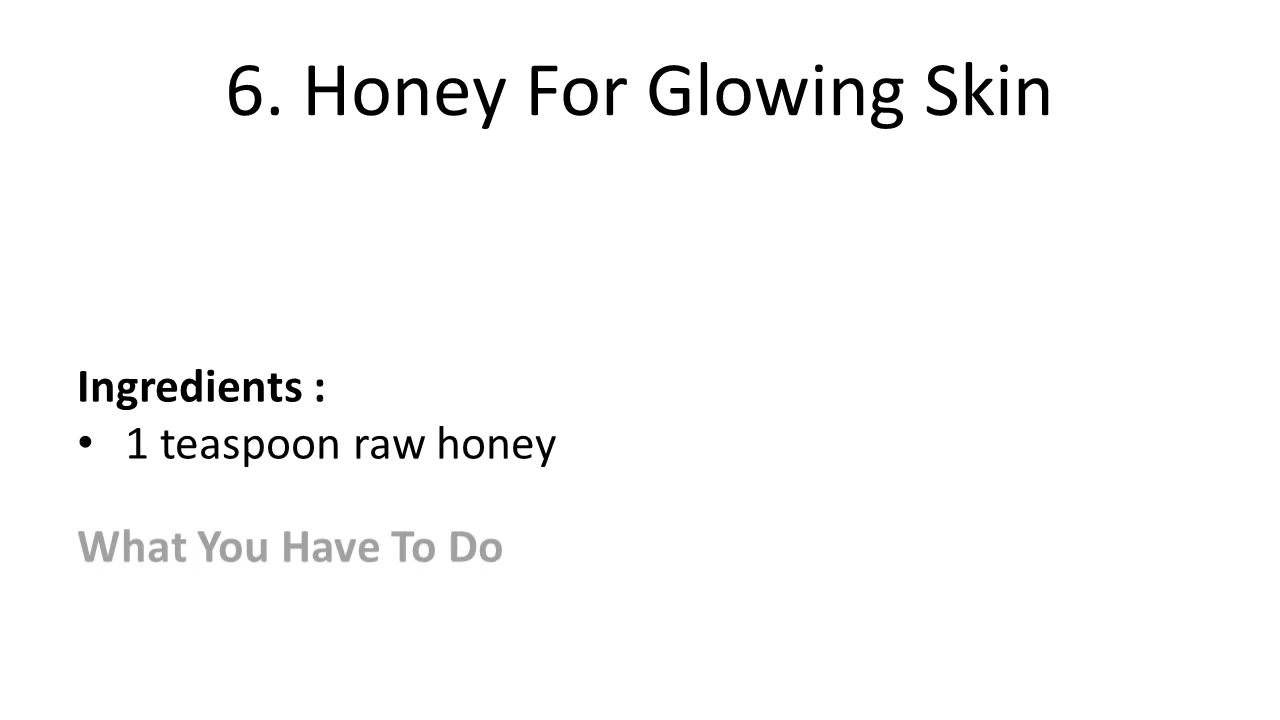 6. Honey For Glowing Skin
Ingredients :
• 1 teaspoon raw honey
What You Have To Do